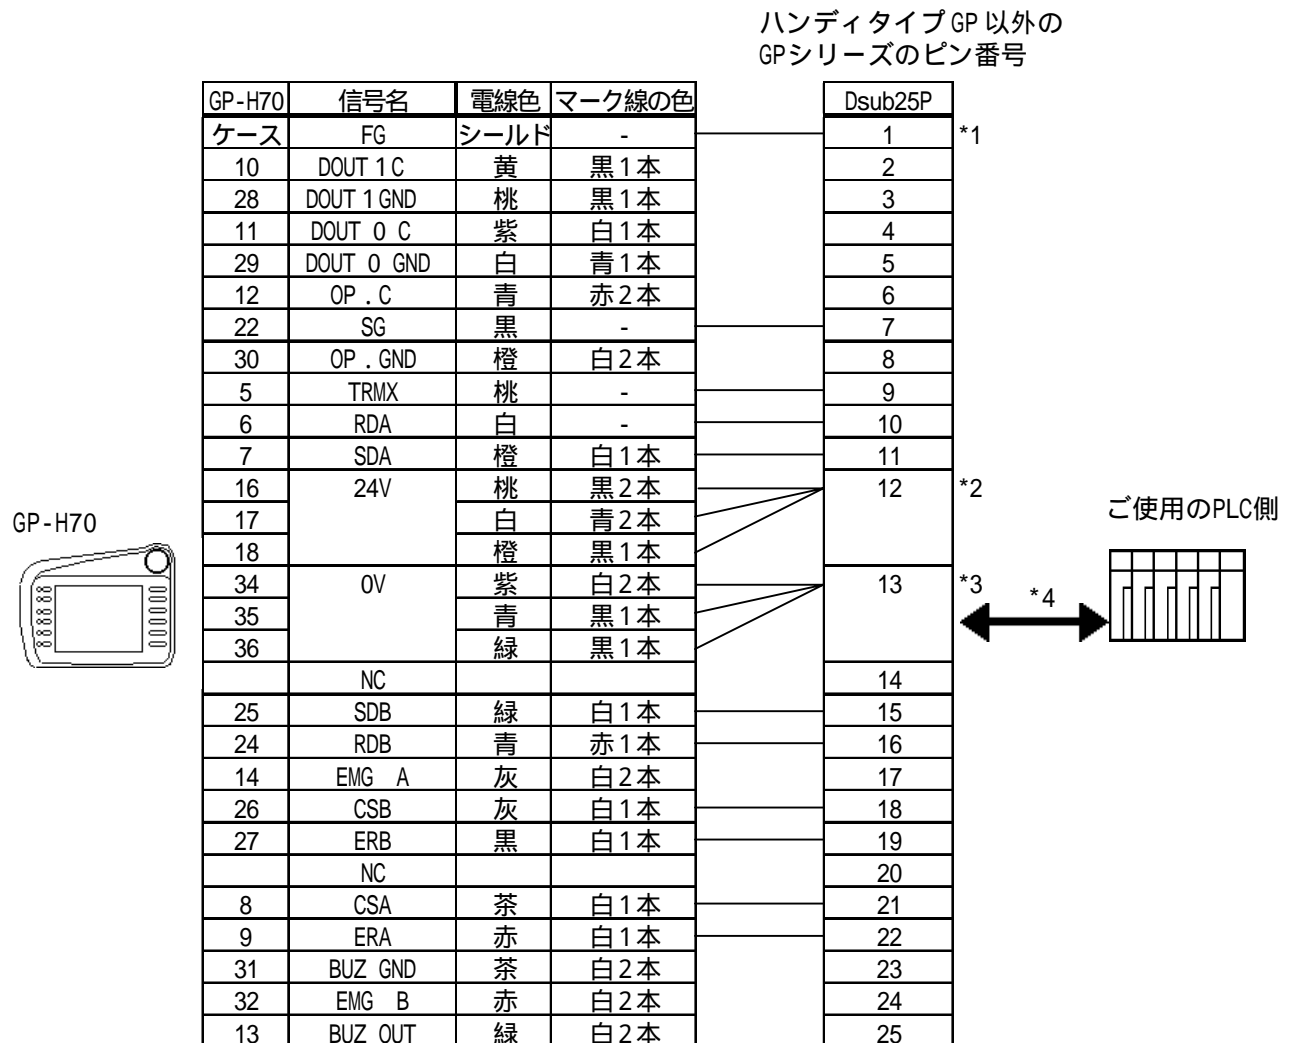 ハンディタイプGP以外の
GPシリーズのピン番号
GP-H70 信号名 電線色 マーク線の色 Dsub25P
ケース FG シールド - 1 *1
10 DOUT 1 C 黄 黒1本 2
28 DOUT 1 GND 桃 黒1本 3
11 DOUT 0 C 紫 白1本 4
29 DOUT 0 GND 白 青1本 5
12 OP.C 青 赤2本 6
22 SG 黒 - 7
30 OP.GND 橙 白2本 8
5 TRMX 桃 - 9
6 RDA 白 - 10
7 SDA 橙 白1本 11
16 24V 桃 黒2本 12 *2
17 白 青2本
18 橙 黒1本
34 0V 紫 白2本 13 *3
35 青 黒1本
36 緑 黒1本
NC 14
25 SDB 緑 白1本 15
24 RDB 青 赤1本 16
14 EMG A 灰 白2本 17
26 CSB 灰 白1本 18
27 ERB 黒 白1本 19
NC 20
8 CSA 茶 白1本 21
9 ERA 赤 白1本 22
31 BUZ GND 茶 白2本 23
32 EMG B 赤 白2本 24
13 BUZ OUT 緑 白2本 25
GP-H70
*4
ご使用のPLC側